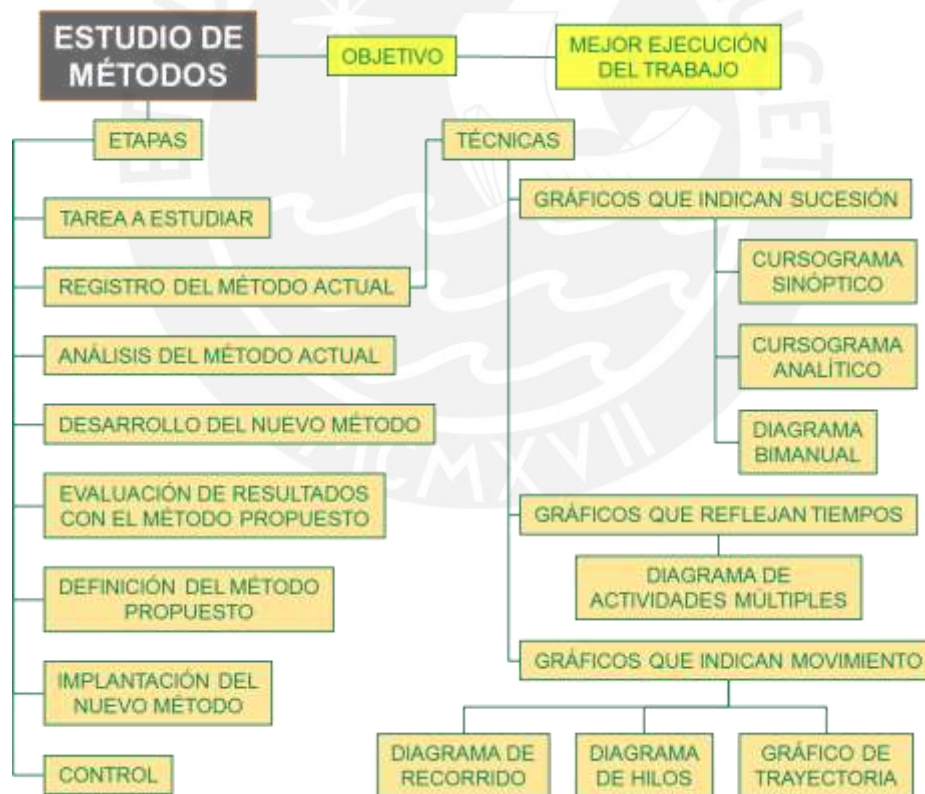 ESTUDIO DE
MÉTODOS
OBJETIVO
MEJOR EJECUCIÓN
DEL TRABAJO
ETAPAS
TAREA A ESTUDIAR
REGISTRO DEL MÉTODO ACTUAL
ANÁLISIS DEL MÉTODO ACTUAL
DESARROLLO DEL NUEVO MÉTODO
EVALUACIÓN DE RESULTADOS
CON EL MÉTODO PROPUESTO
DEFINICIÓN DEL MÉTODO
PROPUESTO
IMPLANTACIÓN DEL
NUEVO MÉTODO
CONTROL
TÉCNICAS
GRÁFICOS QUE INDICAN SUCESIÓN
CURSOGRAMA
SINÓPTICO
CURSOGRAMA
ANALÍTICO
DIAGRAMA
BIMANUAL
GRÁFICOS QUE REFLEJAN TIEMPOS
DIAGRAMA DE
ACTIVIDADES MÚLTIPLES
GRÁFICOS QUE INDICAN MOVIMIENTO
DIAGRAMA DE
RECORRIDO
DIAGRAMA
DE HILOS
GRÁFICO DE
TRAYECTORIA